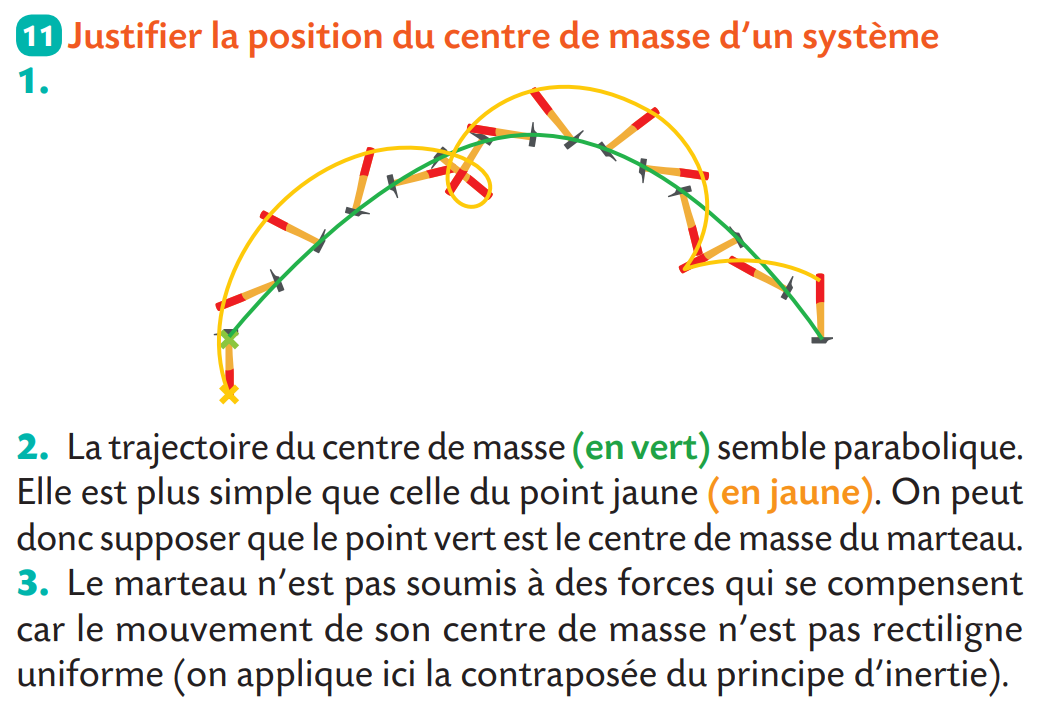 11 Justifier la position du centre de masse d’un système
1.
2. La trajectoire du centre de masse (en vert) semble parabolique.
Elle est plus simple que celle du point jaune (en jaune). On peut
donc supposer que le point vert est le centre de masse du marteau.
3. Le marteau n’est pas soumis à des forces qui se compensent
car le mouvement de son centre de masse n’est pas rectiligne
uniforme (on applique ici la contraposée du principe d’inertie).